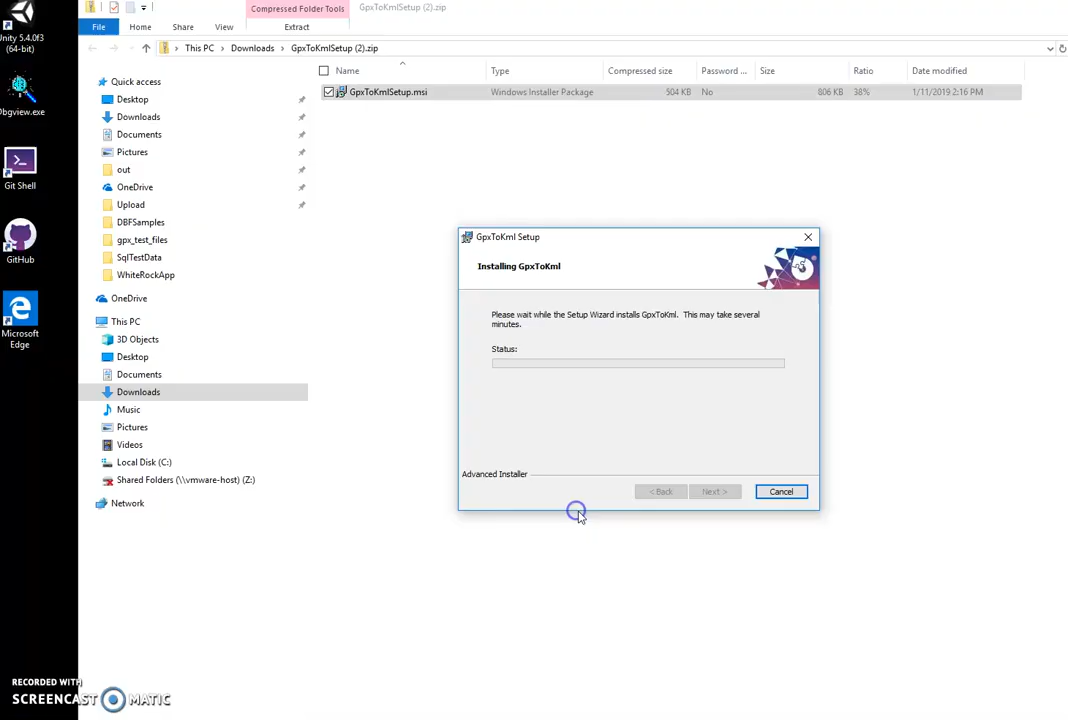 Compressed Folder Tools
GpxToKmlSetup (2).zip
File
Home
Share
View
Extract
This PC
Downloads
GpxToKmlSetup (2).zip
Name
Type
Compressed size
Password ...
Size
Ratio
Date modified
GpxToKmlSetup.msi
Windows Installer Package
504 KB
No
806 KB
38%
1/11/2019 2:16 PM
Unity 5.4.0f3
(64-bit)
Dbgview.exe
Git Shell
GitHub
Microsoft
Edge
Quick access
Desktop
Downloads
Documents
Pictures
out
OneDrive
Upload
DBFSamples
gpx_test_files
SqlTestData
WhiteRockApp
OneDrive
This PC
3D Objects
Desktop
Documents
Downloads
Music
Pictures
Videos
Local Disk (C:)
Shared Folders (\\vmware-host) (Z:)
Network
GpxToKml Setup
Installing GpxToKml
Please wait while the Setup Wizard installs GpxToKml. This may take several
minutes.
Status:
Advanced Installer
< Back
Next >
Cancel
RECORDED WITH
SCREENCAST MATIC